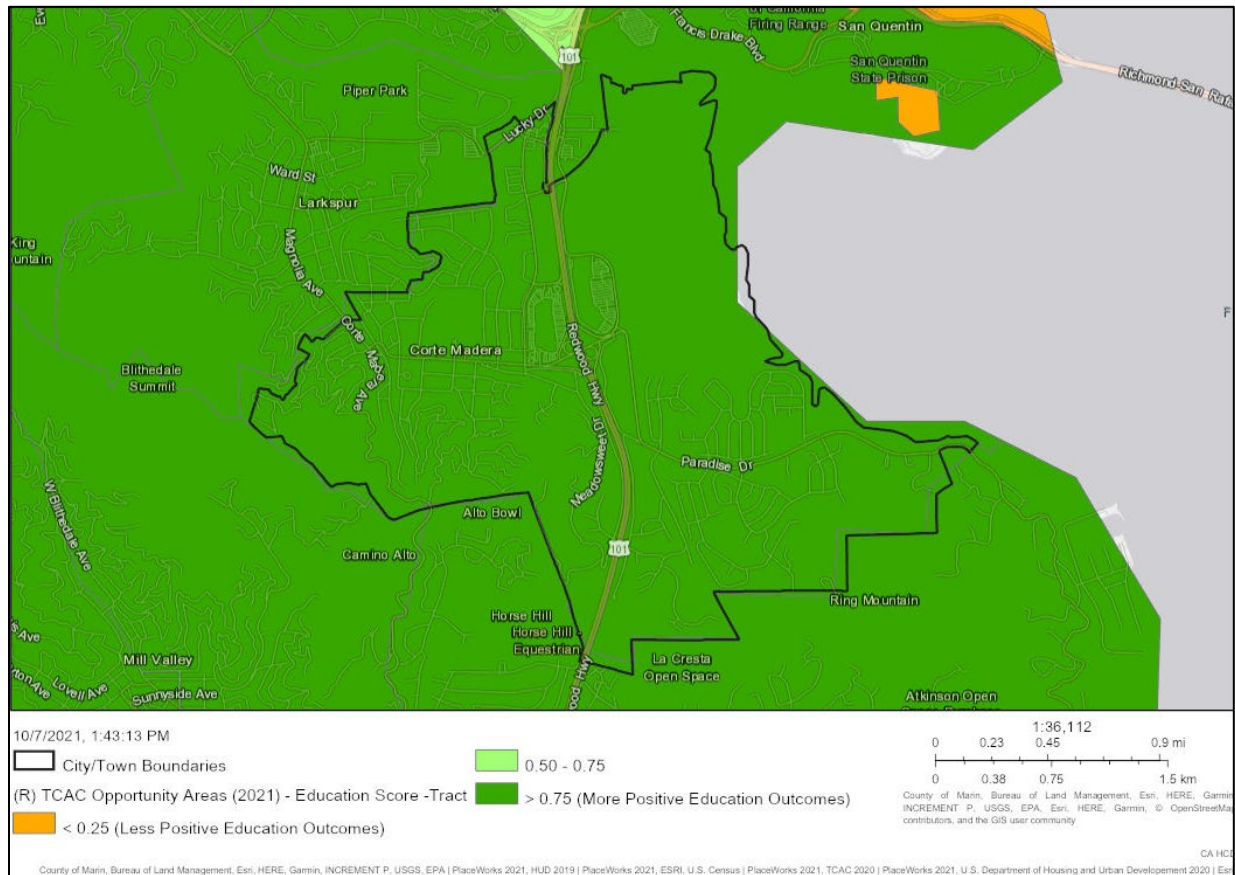 of California
Firing Range
San Quentin
Francis Drake Blvd
101
San Quentin
State Prison
Richmond-San Rafa
Piper Park
Lucky Dr
Ward St
Larkspur
King
untain
Magnolia Ave
Corte Madera Ave
Corte Madera
Redwood Hwy
Blithedale
Summit
Meadowsweet Dr
Paradise Dr
W Blithedale Ave
Alto Bowl
Camino Alto
101
Ring Mountain
Horse Hill
Horse Hill -
Equestrian
Mill Valley
La Cresta
Open Space
Lovell Ave
Sunnyside Ave
ood Hwy
Atkinson Open
F
10/7/2021, 1:43:13 PM
City/Town Boundaries
(R) TCAC Opportunity Areas (2021) - Education Score -Tract
< 0.25 (Less Positive Education Outcomes)
0.50 - 0.75
> 0.75 (More Positive Education Outcomes)
1:36,112
0 0.23 0.45 0.9 mi
0 0.38 0.75 1.5 km
County of Marin, Bureau of Land Management, Esri, HERE, Garmin,
INCREMENT P, USGS, EPA, Esri, HERE, Garmin, © OpenStreetMap
contributors, and the GIS user community
CA HCD
County of Marin, Bureau of Land Management, Esri, HERE, Garmin, INCREMENT P, USGS, EPA | PlaceWorks 2021, HUD 2019 | PlaceWorks 2021, ESRI, U.S. Census | PlaceWorks 2021, TCAC 2020 | PlaceWorks 2021, U.S. Department of Housing and Urban Developement 2020 | Esri